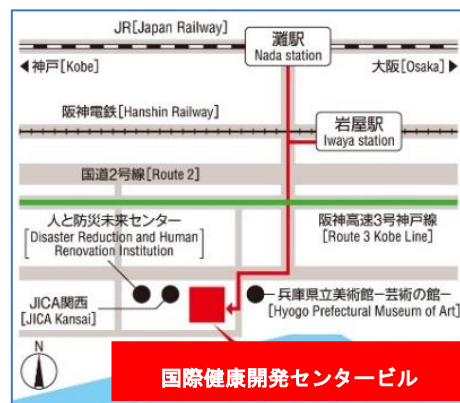 JR[Japan Railway]
灘駅
Nada station
◀神戸[Kobe]
大阪[Osaka]▶
阪神電鉄[Hanshin Railway]
岩屋駅
Iwaya station
国道2号線[Route 2]
人と防災未来センター
[Disaster Reduction and Human
Renovation Institution]
阪神高速3号神戸線
[Route 3 Kobe Line]
JICA関西
[JICA Kansai]
兵庫県立美術館ー芸術の館ー
[Hyogo Prefectural Museum of Art]
N
国際健康開発センタービル